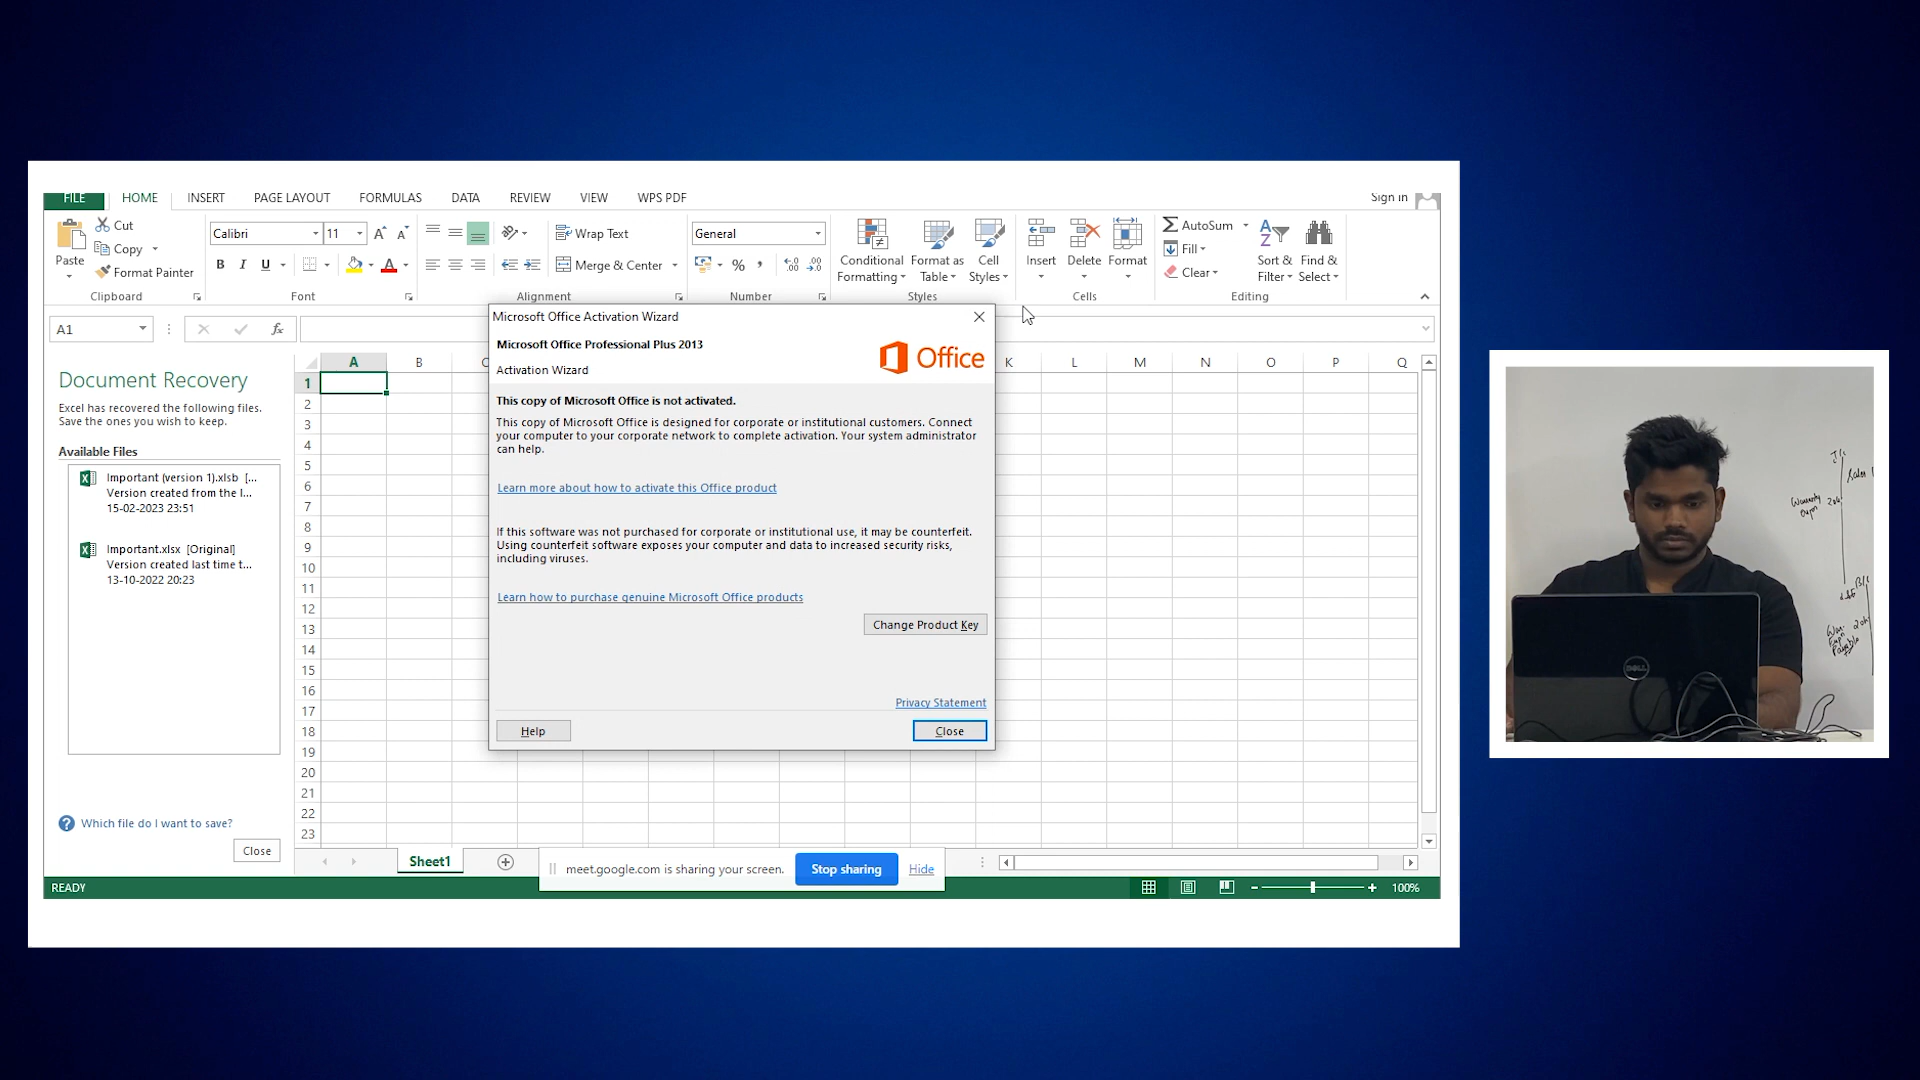 FILE HOME INSERT PAGE LAYOUT FORMULAS DATA REVIEW VIEW WPS PDF Sign in
Paste
Cut
Copy
Format Painter
Clipboard
Calibri 11
B I U A
Font
Wrap Text
Merge & Center
Alignment
General
% , .00 .00
Number
Conditional Formatting
Format as Table
Cell Styles
Styles
Insert Delete Format
Cells
AutoSum
Fill
Clear
Sort & Filter
Find & Select
Editing
A1 fx
A B C K L M N O P Q
1
2
3
4
5
6
7
8
9
10
11
12
13
14
15
16
17
18
19
20
21
22
23
Document Recovery
Excel has recovered the following files.
Save the ones you wish to keep.
Available Files
Important (version 1).xlsb [...
Version created from the l...
15-02-2023 23:51
Important.xlsx [Original]
Version created last time t...
13-10-2022 20:23
Which file do I want to save?
Close
Microsoft Office Activation Wizard
Microsoft Office Professional Plus 2013
Office
Activation Wizard
This copy of Microsoft Office is not activated.
This copy of Microsoft Office is designed for corporate or institutional customers. Connect
your computer to your corporate network to complete activation. Your system administrator
can help.
Learn more about how to activate this Office product
If this software was not purchased for corporate or institutional use, it may be counterfeit.
Using counterfeit software exposes your computer and data to increased security risks,
including viruses.
Learn how to purchase genuine Microsoft Office products
Change Product Key
Privacy Statement
Help Close
Sheet1
meet.google.com is sharing your screen. Stop sharing Hide
READY 100%
DELL
Warranty